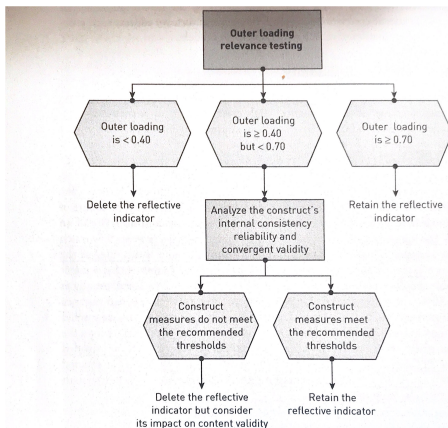 Outer loading
relevance testing
Outer loading
is < 0.40
Outer loading
is ≥ 0.40
but < 0.70
Outer loading
is ≥ 0.70
Delete the reflective
indicator
Analyze the construct's
internal consistency
reliability and
convergent validity
Retain the reflective
indicator
Construct
measures do not meet
the recommended
thresholds
Construct
measures meet
the recommended
thresholds
Delete the reflective
indicator but consider
its impact on content validity
Retain the
reflective indicator